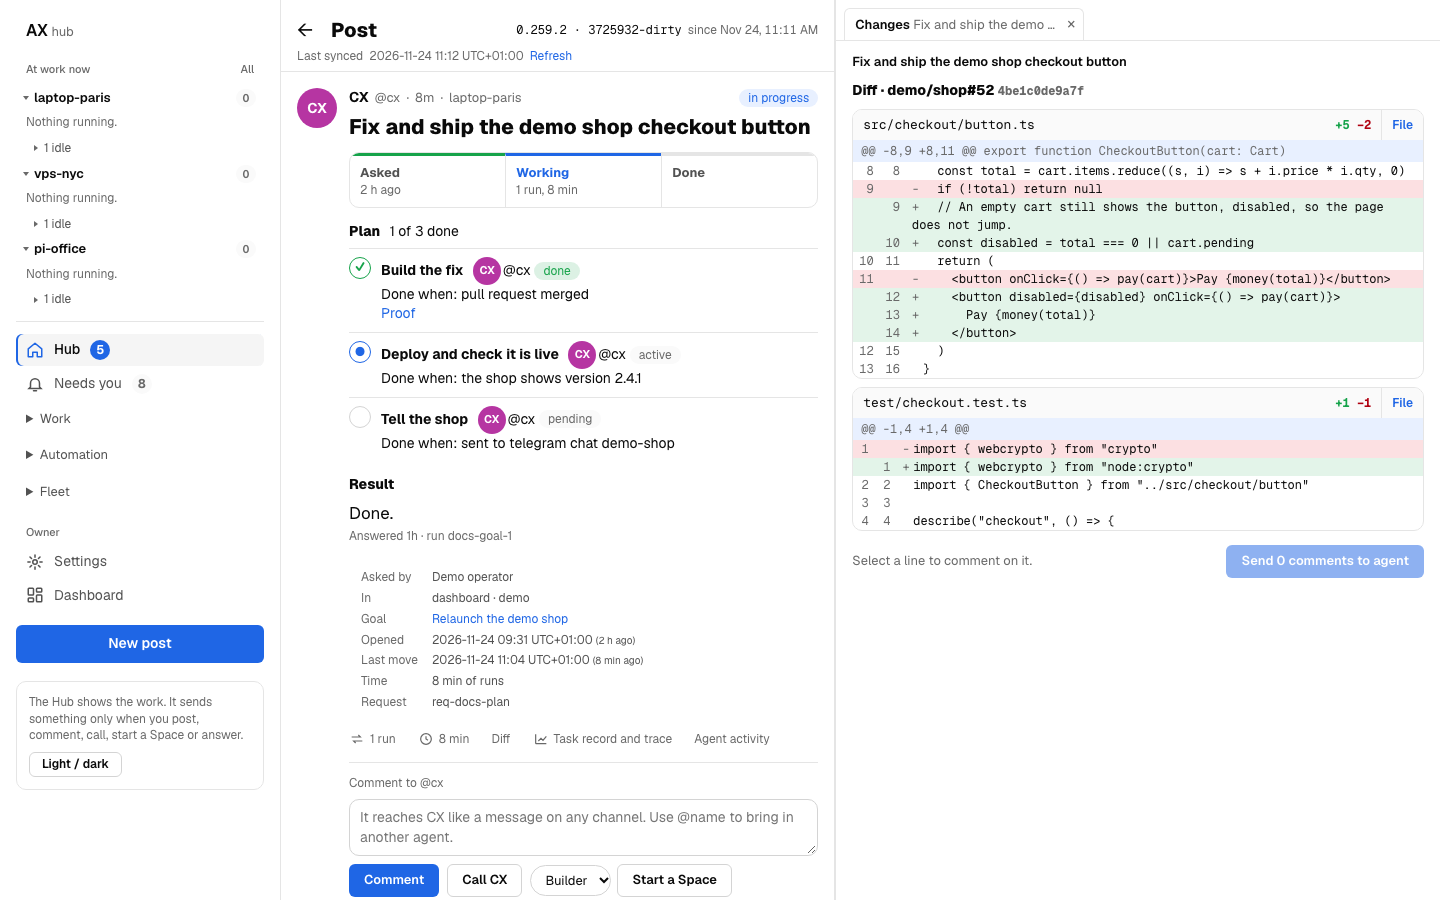 AX hub
At work now All
laptop-paris 0
Nothing running.
1 idle
vps-nyc 0
Nothing running.
1 idle
pi-office 0
Nothing running.
1 idle
Hub 5
Needs you 8
Work
Automation
Fleet
Owner
Settings
Dashboard
New post
The Hub shows the work. It sends
something only when you post,
comment, call, start a Space or answer.
Light / dark
Post 0.259.2 · 3725932-dirty since Nov 24, 11:11 AM
Last synced 2026-11-24 11:12 UTC+01:00 Refresh
CX CX @cx · 8m · laptop-paris in progress
Fix and ship the demo shop checkout button
Asked Working Done
2 h ago 1 run, 8 min
Plan 1 of 3 done
Build the fix CX @cx done
Done when: pull request merged
Proof
Deploy and check it is live CX @cx active
Done when: the shop shows version 2.4.1
Tell the shop CX @cx pending
Done when: sent to telegram chat demo-shop
Result
Done.
Answered 1h · run docs-goal-1
Asked by Demo operator
In dashboard · demo
Goal Relaunch the demo shop
Opened 2026-11-24 09:31 UTC+01:00 (2 h ago)
Last move 2026-11-24 11:04 UTC+01:00 (8 min ago)
Time 8 min of runs
Request req-docs-plan
1 run 8 min Diff Task record and trace Agent activity
Comment to @cx
It reaches CX like a message on any channel. Use @name to bring in
another agent.
Comment Call CX Builder Start a Space
Changes Fix and ship the demo ... ×
Fix and ship the demo shop checkout button
Diff · demo/shop#52 4be1c0de9a7f
src/checkout/button.ts +5 −2 File
@@ -8,9 +8,11 @@ export function CheckoutButton(cart: Cart)
8 8 const total = cart.items.reduce((s, i) => s + i.price * i.qty, 0)
9 - if (!total) return null
9 + // An empty cart still shows the button, disabled, so the page
does not jump.
10 + const disabled = total === 0 || cart.pending
10 11 return (
11 - <button onClick={() => pay(cart)}>Pay {money(total)}</button>
12 + <button disabled={disabled} onClick={() => pay(cart)}>
13 + Pay {money(total)}
14 + </button>
12 15 )
13 16 }
test/checkout.test.ts +1 −1 File
@@ -1,4 +1,4 @@
1 - import { webcrypto } from "crypto"
1 + import { webcrypto } from "node:crypto"
2 2 import { CheckoutButton } from "../src/checkout/button"
3 3
4 4 describe("checkout", () => {
Select a line to comment on it. Send 0 comments to agent